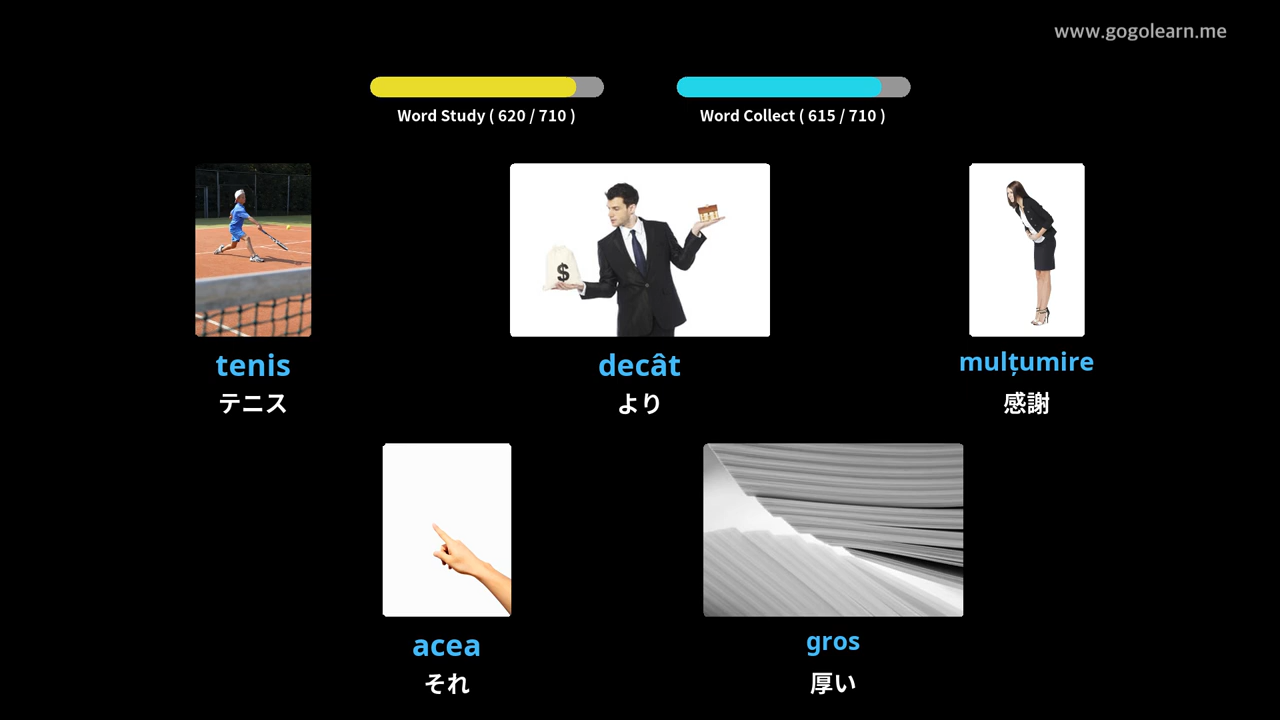 www.gogolearn.me
Word Study ( 620 / 710 )
Word Collect ( 615 / 710 )
$
tenis
テニス
decât
より
mulțumire
感謝
acea
それ
gros
厚い